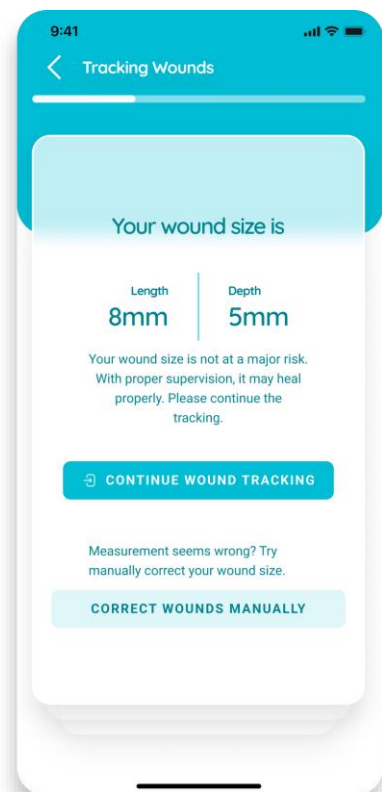 9:41
Tracking Wounds
Your wound size is
Length
8mm
Depth
5mm
Your wound size is not at a major risk.
With proper supervision, it may heal
properly. Please continue the
tracking.
CONTINUE WOUND TRACKING
Measurement seems wrong? Try
manually correct your wound size.
CORRECT WOUNDS MANUALLY